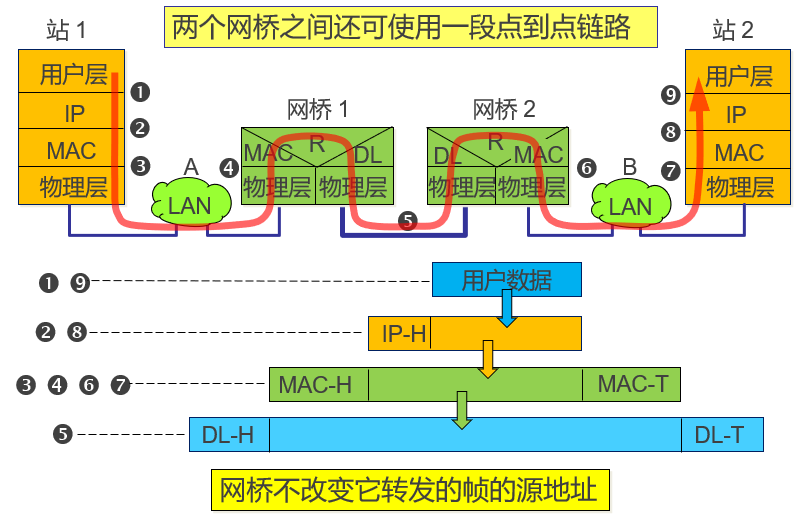 两个网桥之间还可使用一段点到点链路
站 1
站 2
用户层
IP
MAC
物理层
❶
❷
❸
A
LAN
❹
网桥 1
MAC
R
DL
物理层
物理层
❺
网桥 2
DL
R
MAC
物理层
物理层
❻
B
LAN
❾
❽
❼
用户层
IP
MAC
物理层
❶ ❾
用户数据
❷ ❽
IP-H
❸ ❹ ❻ ❼
MAC-H
MAC-T
❺
DL-H
DL-T
网桥不改变它转发的帧的源地址